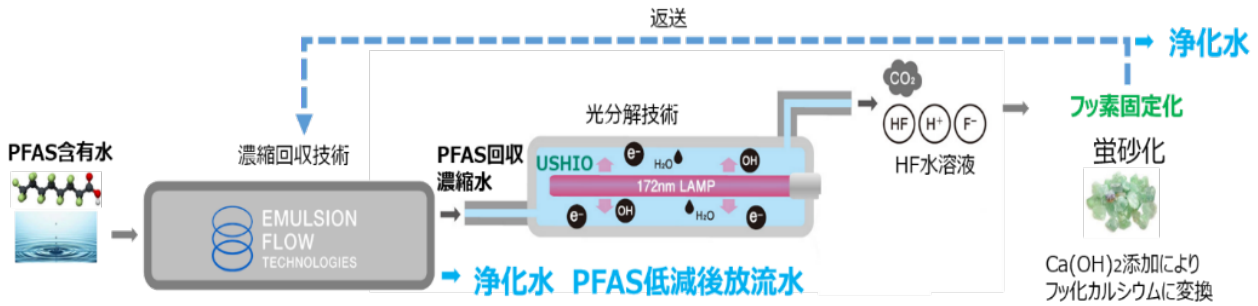 返送
浄化水
PFAS含有水
濃縮回収技術
EMULSION
FLOW
TECHNOLOGIES
PFAS回収
濃縮水
光分解技術
USHIO
e⁻
H₂O
OH
172nm LAMP
e⁻
OH
H₂O
e⁻
CO₂
HF
H⁺
F⁻
HF水溶液
フッ素固定化
蛍砂化
Ca(OH)2添加により
フッ化カルシウムに変換
浄化水 PFAS低減後放流水